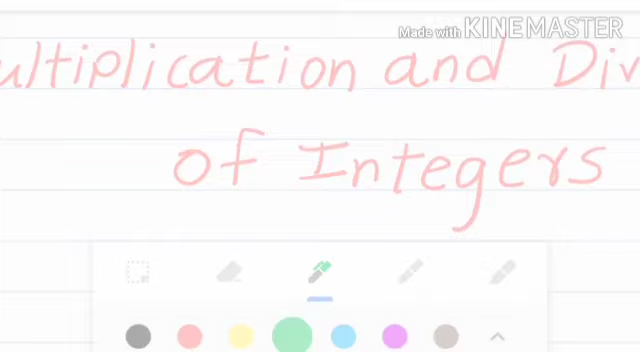 Made with KINEMASTER
ultiplication and Div
of Integers